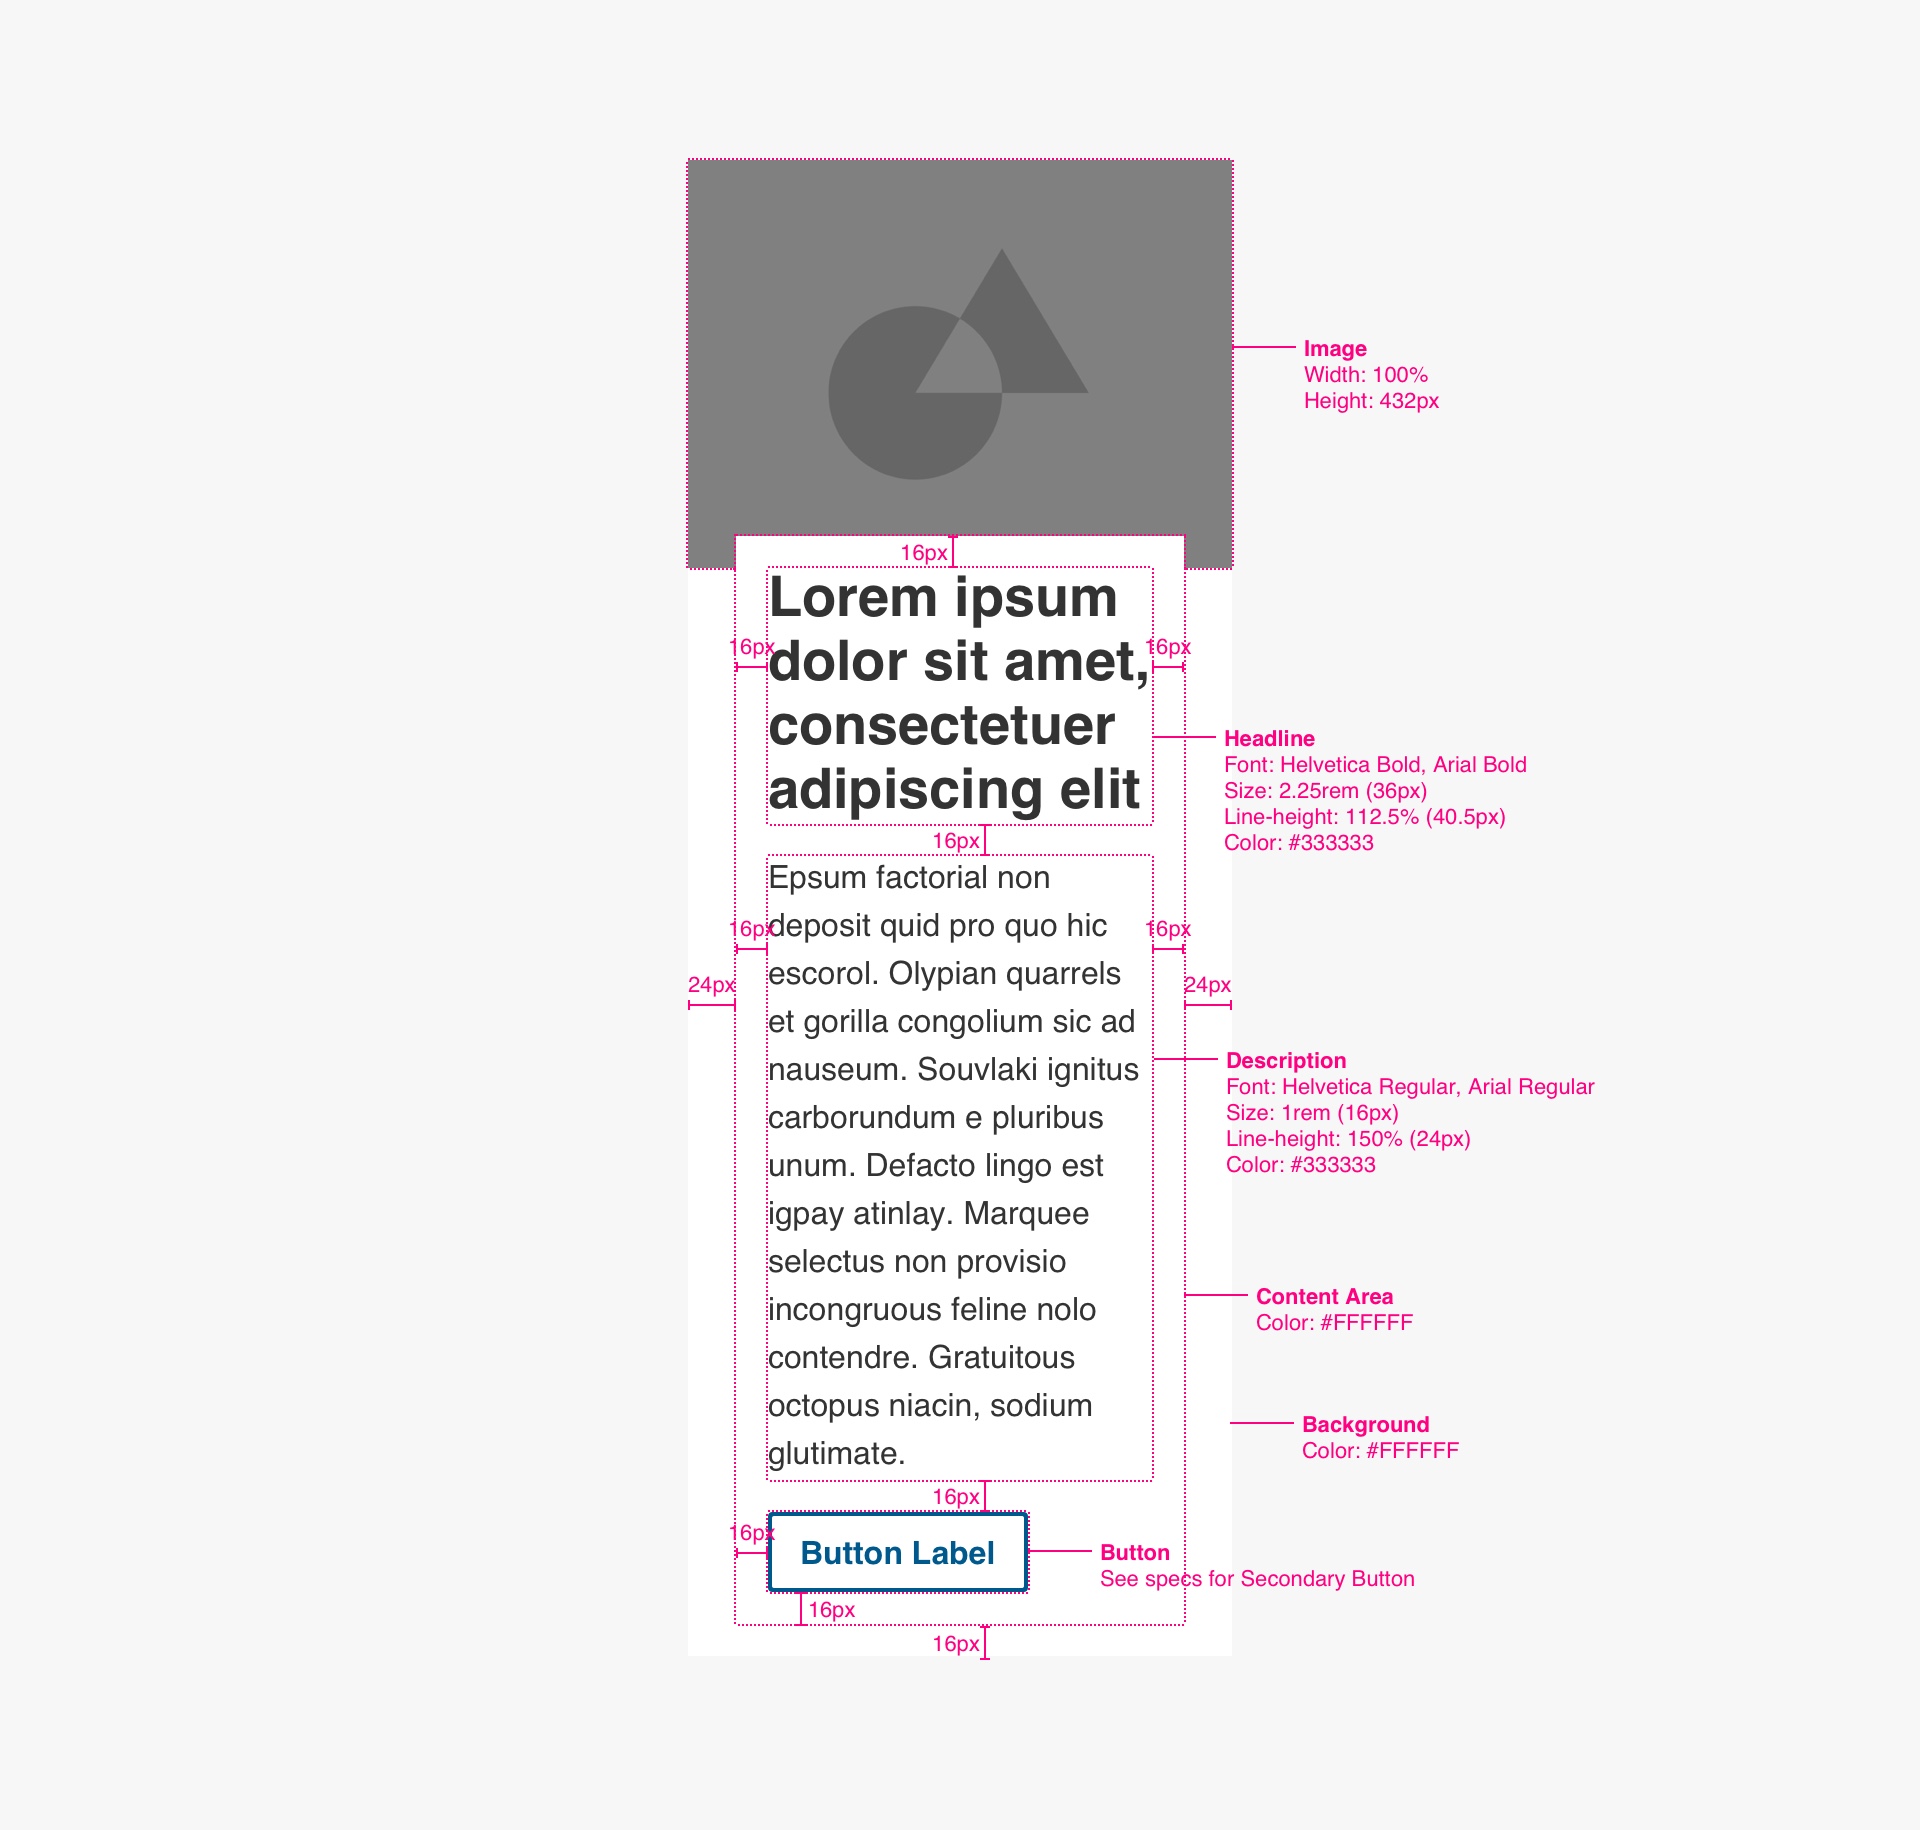 Image
Width: 100%
Height: 432px
16px
Lorem ipsum
dolor sit amet,
consectetuer
adipiscing elit
16px
16px
Headline
Font: Helvetica Bold, Arial Bold
Size: 2.25rem (36px)
Line-height: 112.5% (40.5px)
Color: #333333
16px
Epsum factorial non
deposit quid pro quo hic
escorol. Olypian quarrels
et gorilla congolium sic ad
nauseum. Souvlaki ignitus
carborundum e pluribus
unum. Defacto lingo est
igpay atinlay. Marquee
selectus non provisio
incongruous feline nolo
contendre. Gratuitous
octopus niacin, sodium
glutimate.
16px
16px
24px
24px
Description
Font: Helvetica Regular, Arial Regular
Size: 1rem (16px)
Line-height: 150% (24px)
Color: #333333
Content Area
Color: #FFFFFF
Background
Color: #FFFFFF
16px
16px
Button Label
Button
See specs for Secondary Button
16px
16px